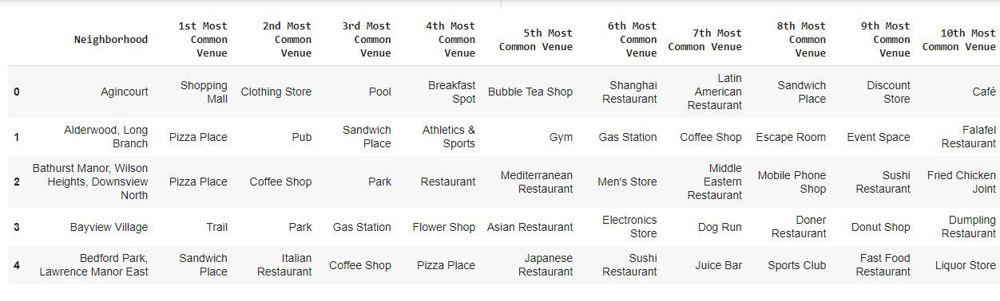 Neighborhood 1st Most Common Venue 2nd Most Common Venue 3rd Most Common Venue 4th Most Common Venue 5th Most Common Venue 6th Most Common Venue 7th Most Common Venue 8th Most Common Venue 9th Most Common Venue 10th Most Common Venue
0 Agincourt Shopping Mall Clothing Store Pool Breakfast Spot Bubble Tea Shop Shanghai Restaurant Latin American Restaurant Sandwich Place Discount Store Café
1 Alderwood, Long Branch Pizza Place Pub Sandwich Place Athletics & Sports Gym Gas Station Coffee Shop Escape Room Event Space Falafel Restaurant
2 Bathurst Manor, Wilson Heights, Downsview North Pizza Place Coffee Shop Park Restaurant Mediterranean Restaurant Men's Store Middle Eastern Restaurant Mobile Phone Shop Sushi Restaurant Fried Chicken Joint
3 Bayview Village Trail Park Gas Station Flower Shop Asian Restaurant Electronics Store Dog Run Doner Restaurant Donut Shop Dumpling Restaurant
4 Bedford Park, Lawrence Manor East Sandwich Place Italian Restaurant Coffee Shop Pizza Place Japanese Restaurant Sushi Restaurant Juice Bar Sports Club Fast Food Restaurant Liquor Store